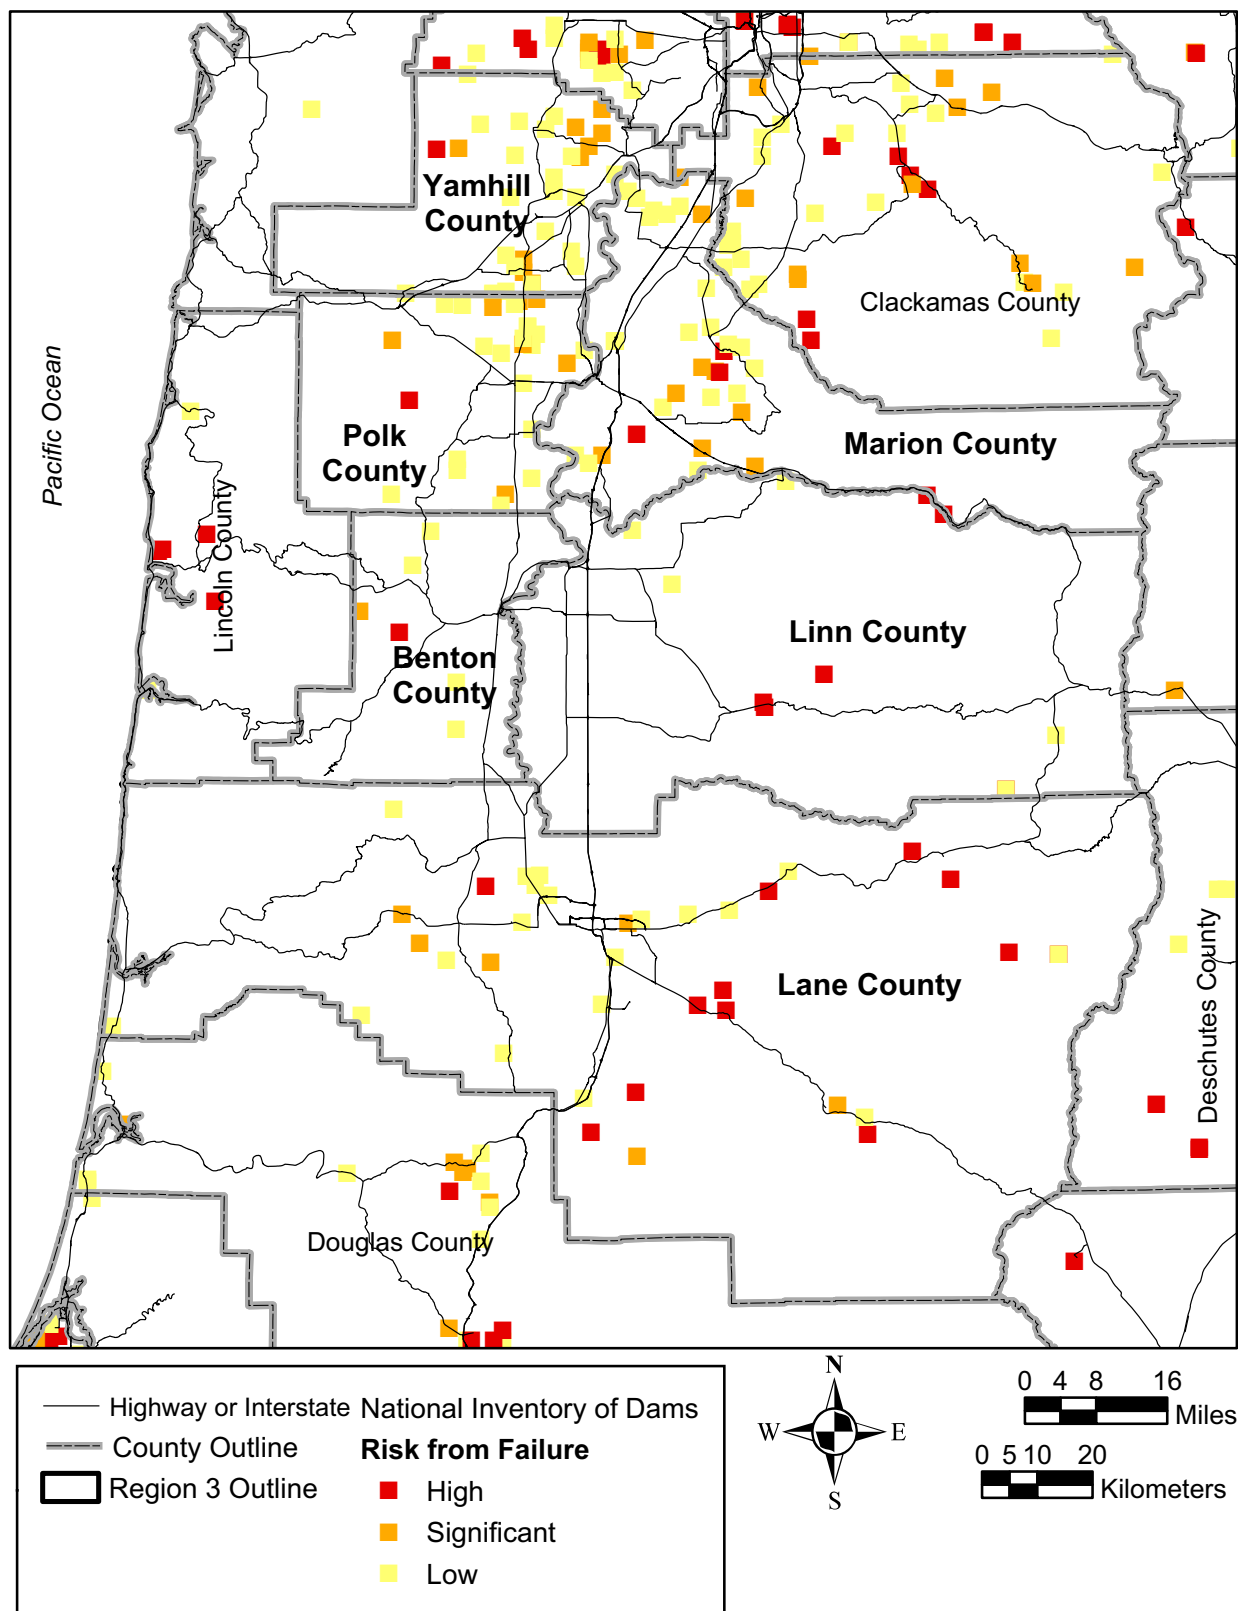 Yamhill
County
Clackamas County
Pacific Ocean
Polk
County
Marion County
Lincoln County
Linn County
Benton
County
Lane County
Deschutes County
Douglas County
Highway or Interstate
County Outline
Region 3 Outline
National Inventory of Dams
Risk from Failure
High
Significant
Low
N
W E
S
0 4 8 16
Miles
0 5 10 20
Kilometers